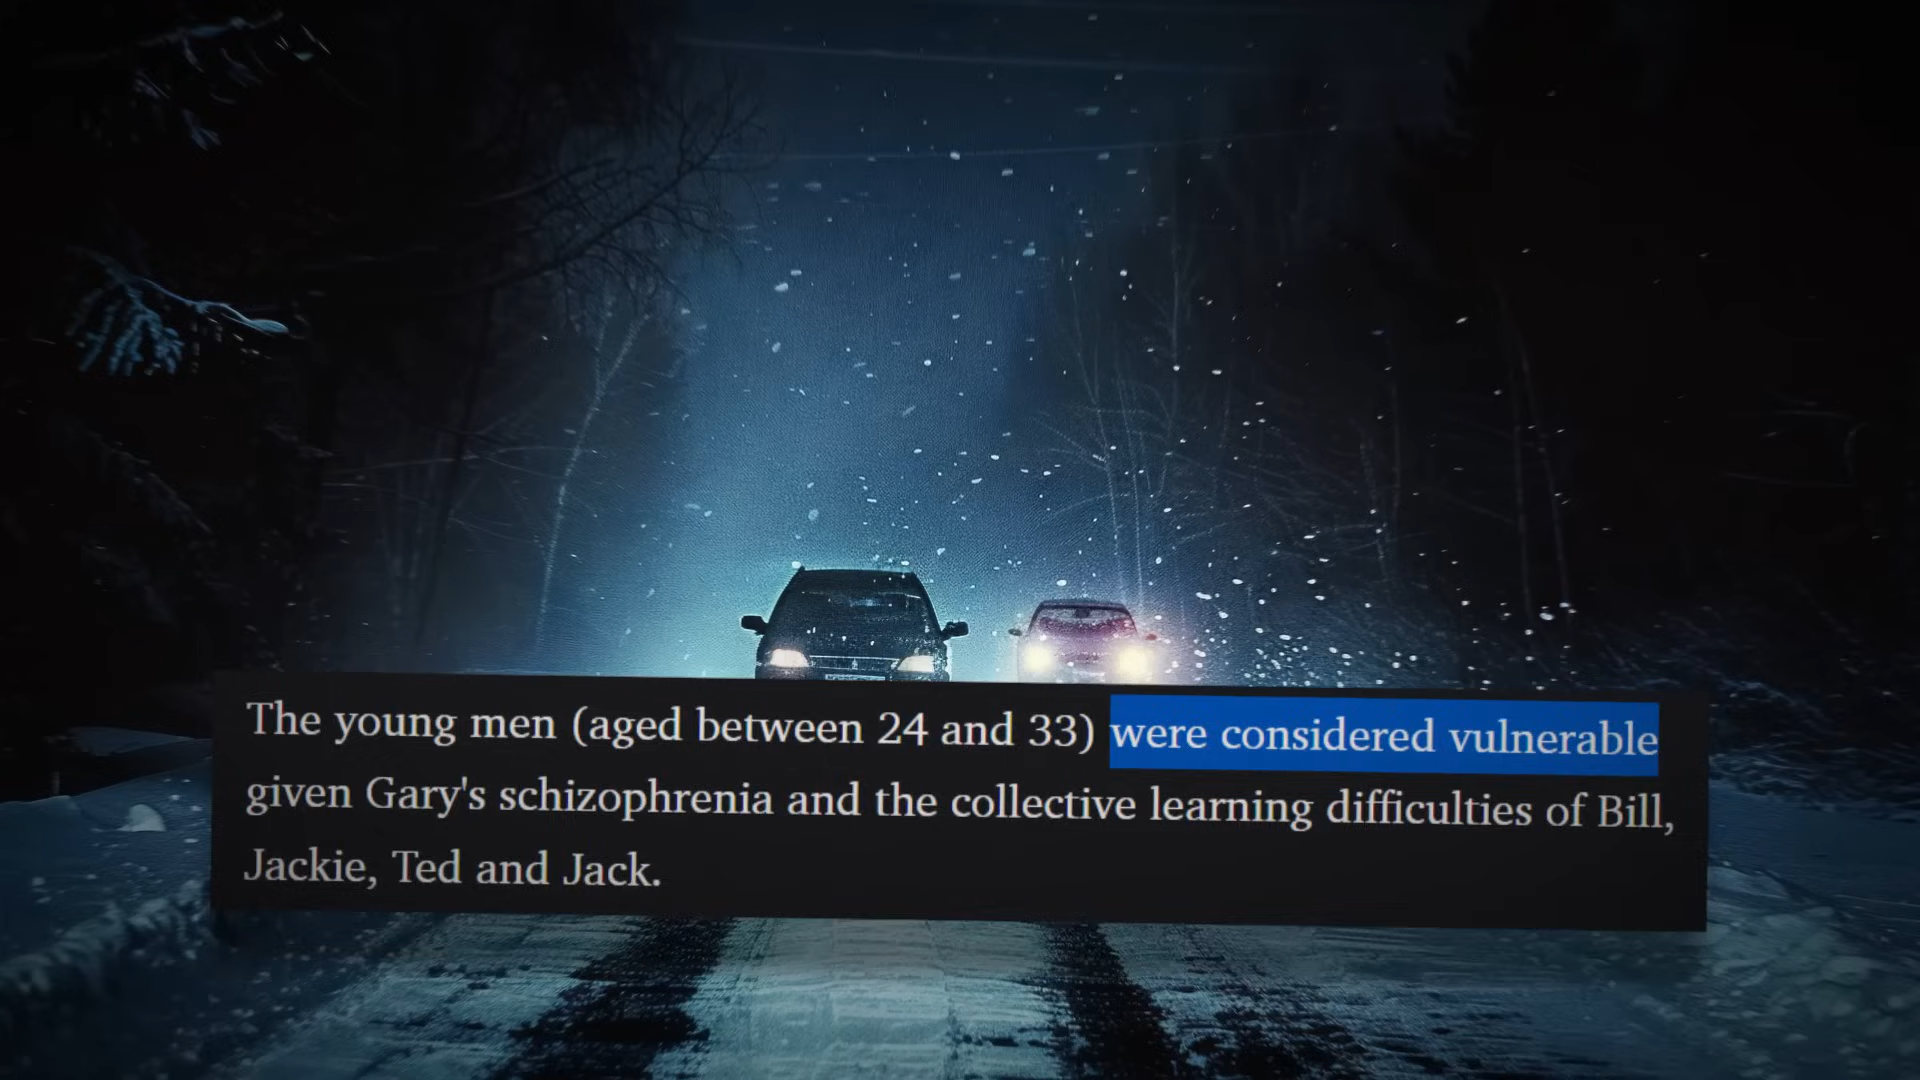 The young men (aged between 24 and 33) were considered vulnerable
given Gary's schizophrenia and the collective learning difficulties of Bill,
Jackie, Ted and Jack.